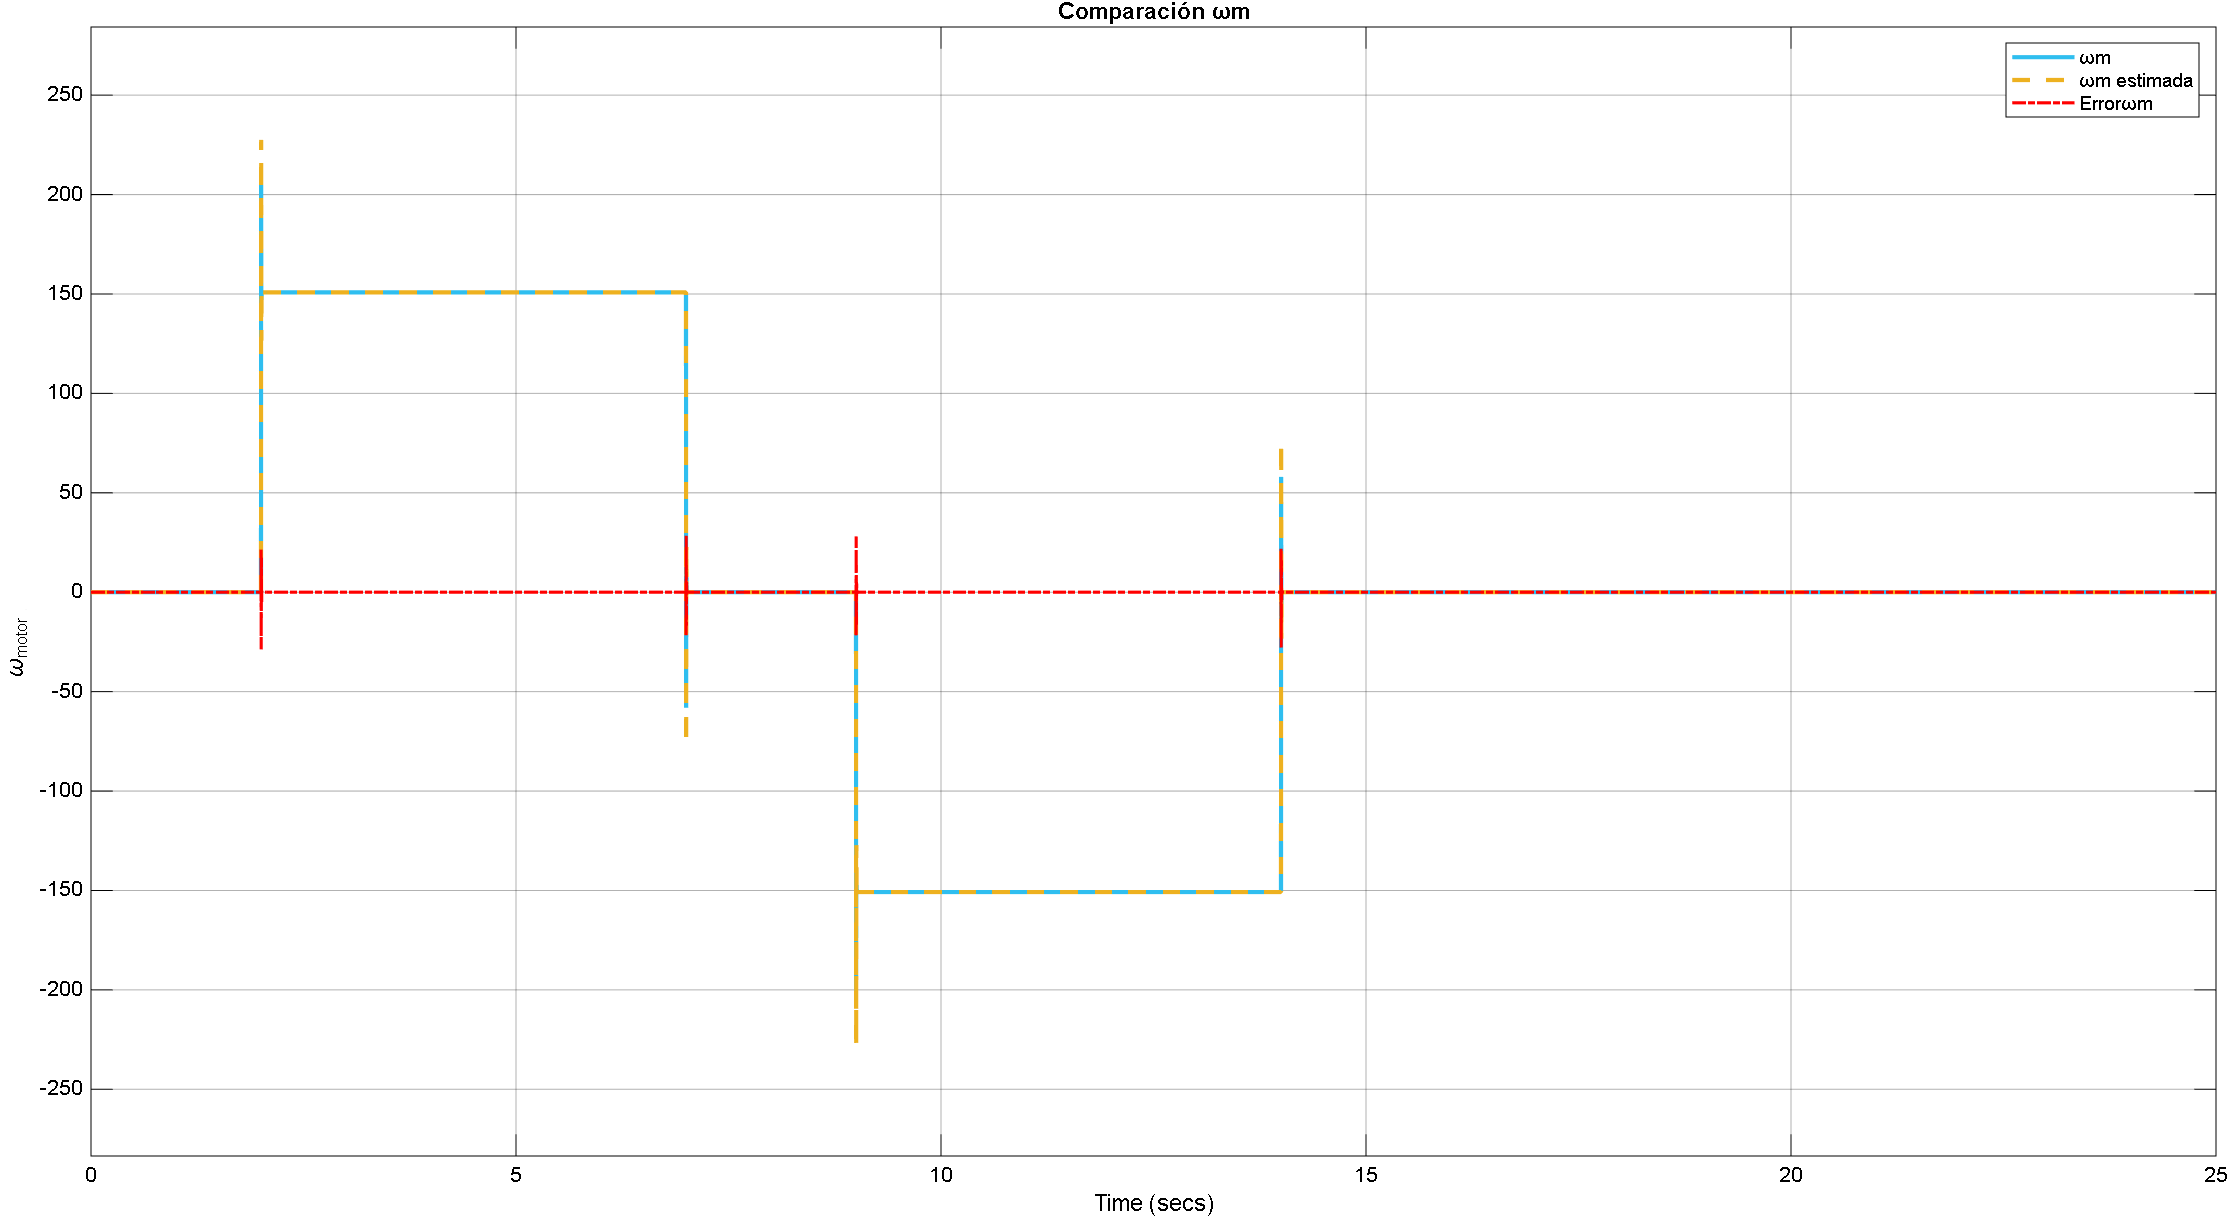 Comparación ωm
ωm
ωm estimada
Errorωm
250
200
150
100
50
0
-50
-100
-150
-200
-250
ωmotor
0 5 10 15 20 25
Time (secs)